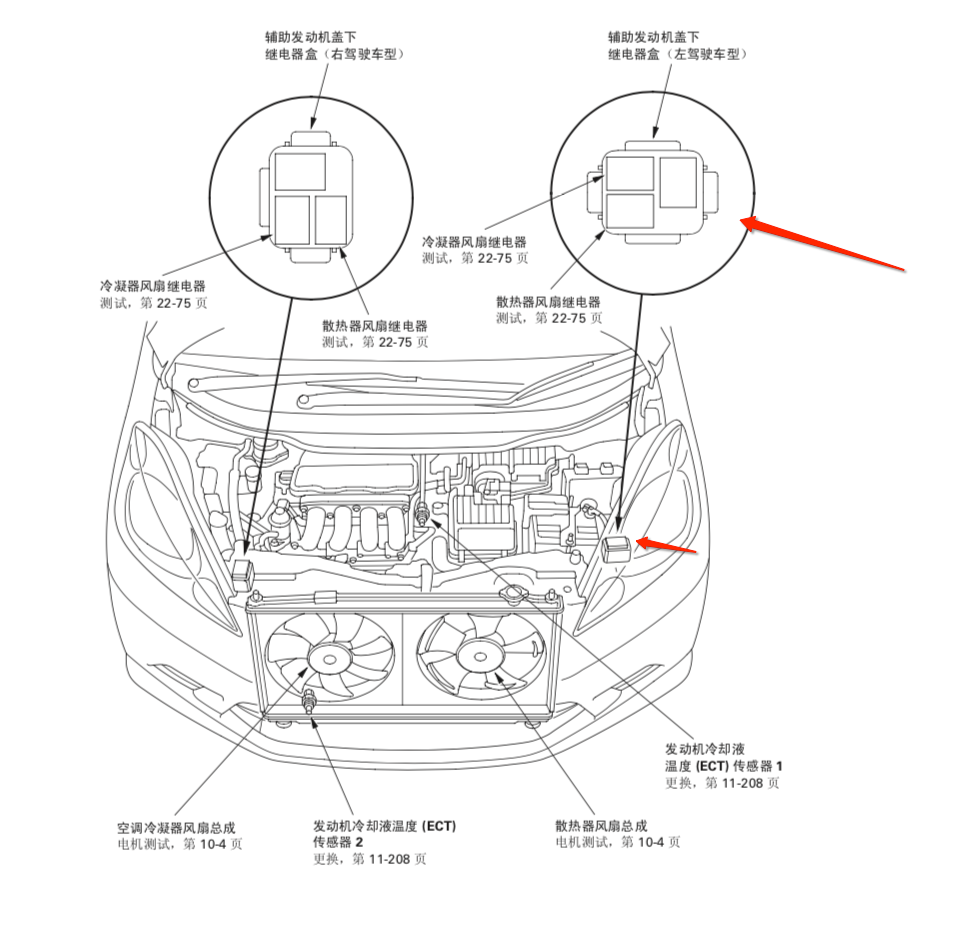 辅助发动机盖下
继电器盒（右驾驶车型）
辅助发动机盖下
继电器盒（左驾驶车型）
冷凝器风扇继电器
测试，第 22-75 页
冷凝器风扇继电器
测试，第 22-75 页
散热器风扇继电器
测试，第 22-75 页
散热器风扇继电器
测试，第 22-75 页
发动机冷却液
温度 (ECT) 传感器 1
更换，第 11-208 页
空调冷凝器风扇总成
电机测试，第 10-4 页
发动机冷却液温度 (ECT)
传感器 2
更换，第 11-208 页
散热器风扇总成
电机测试，第 10-4 页